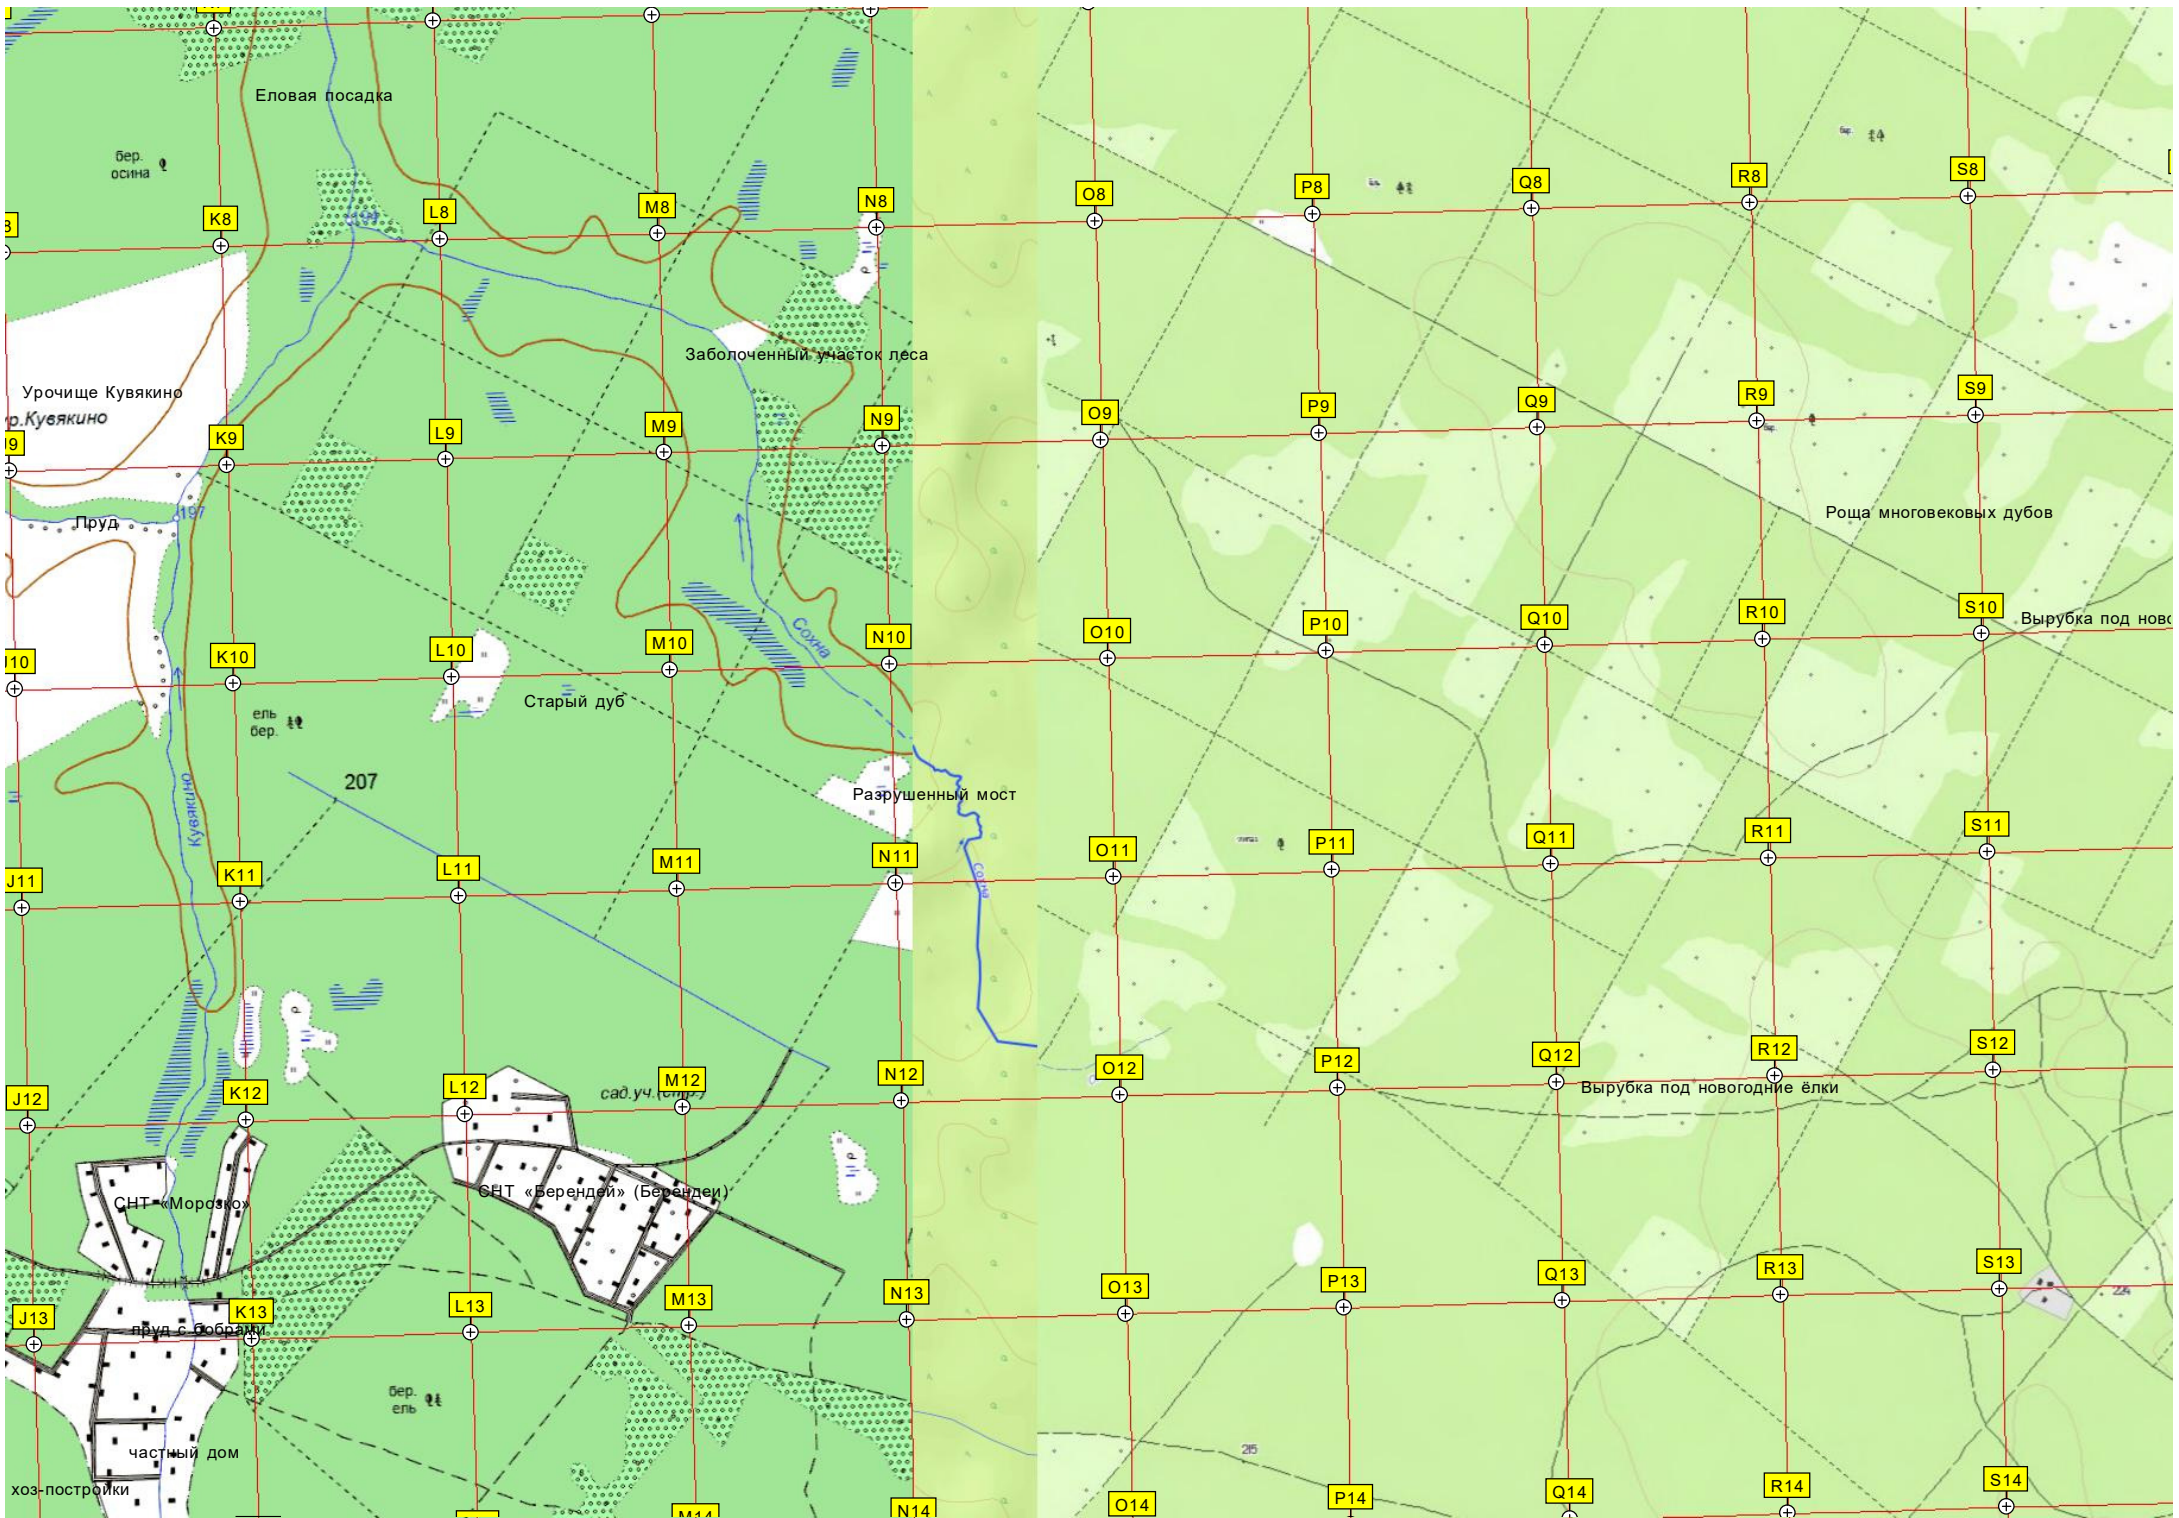 Еловая посадка
бер.
осина
K8
L8
M8
N8
O8
P8
Q8
R8
S8
Заболоченный участок леса
Урочище Кувякино
р.Кувякино
K9
L9
M9
N9
O9
P9
Q9
R9
S9
197
Пруд
Роща многовековых дубов
Сохна
K10
L10
M10
N10
O10
P10
Q10
R10
S10
Вырубка под ново
Старый дуб
ель
бер.
207
Кувякино
Разрушенный мост
Сохна
J11
K11
L11
M11
N11
O11
P11
Q11
R11
S11
J12
K12
L12
M12
N12
O12
P12
Q12
R12
S12
сад.уч.
Вырубка под новогодние ёлки
СНТ «Морозко»
СНТ «Берендей» (Берендеи)
J13
K13
L13
M13
N13
O13
P13
Q13
R13
S13
224
пруд с бобрами
бер.
ель
частный дом
215
хоз-постройки
M14
N14
O14
P14
Q14
R14
S14